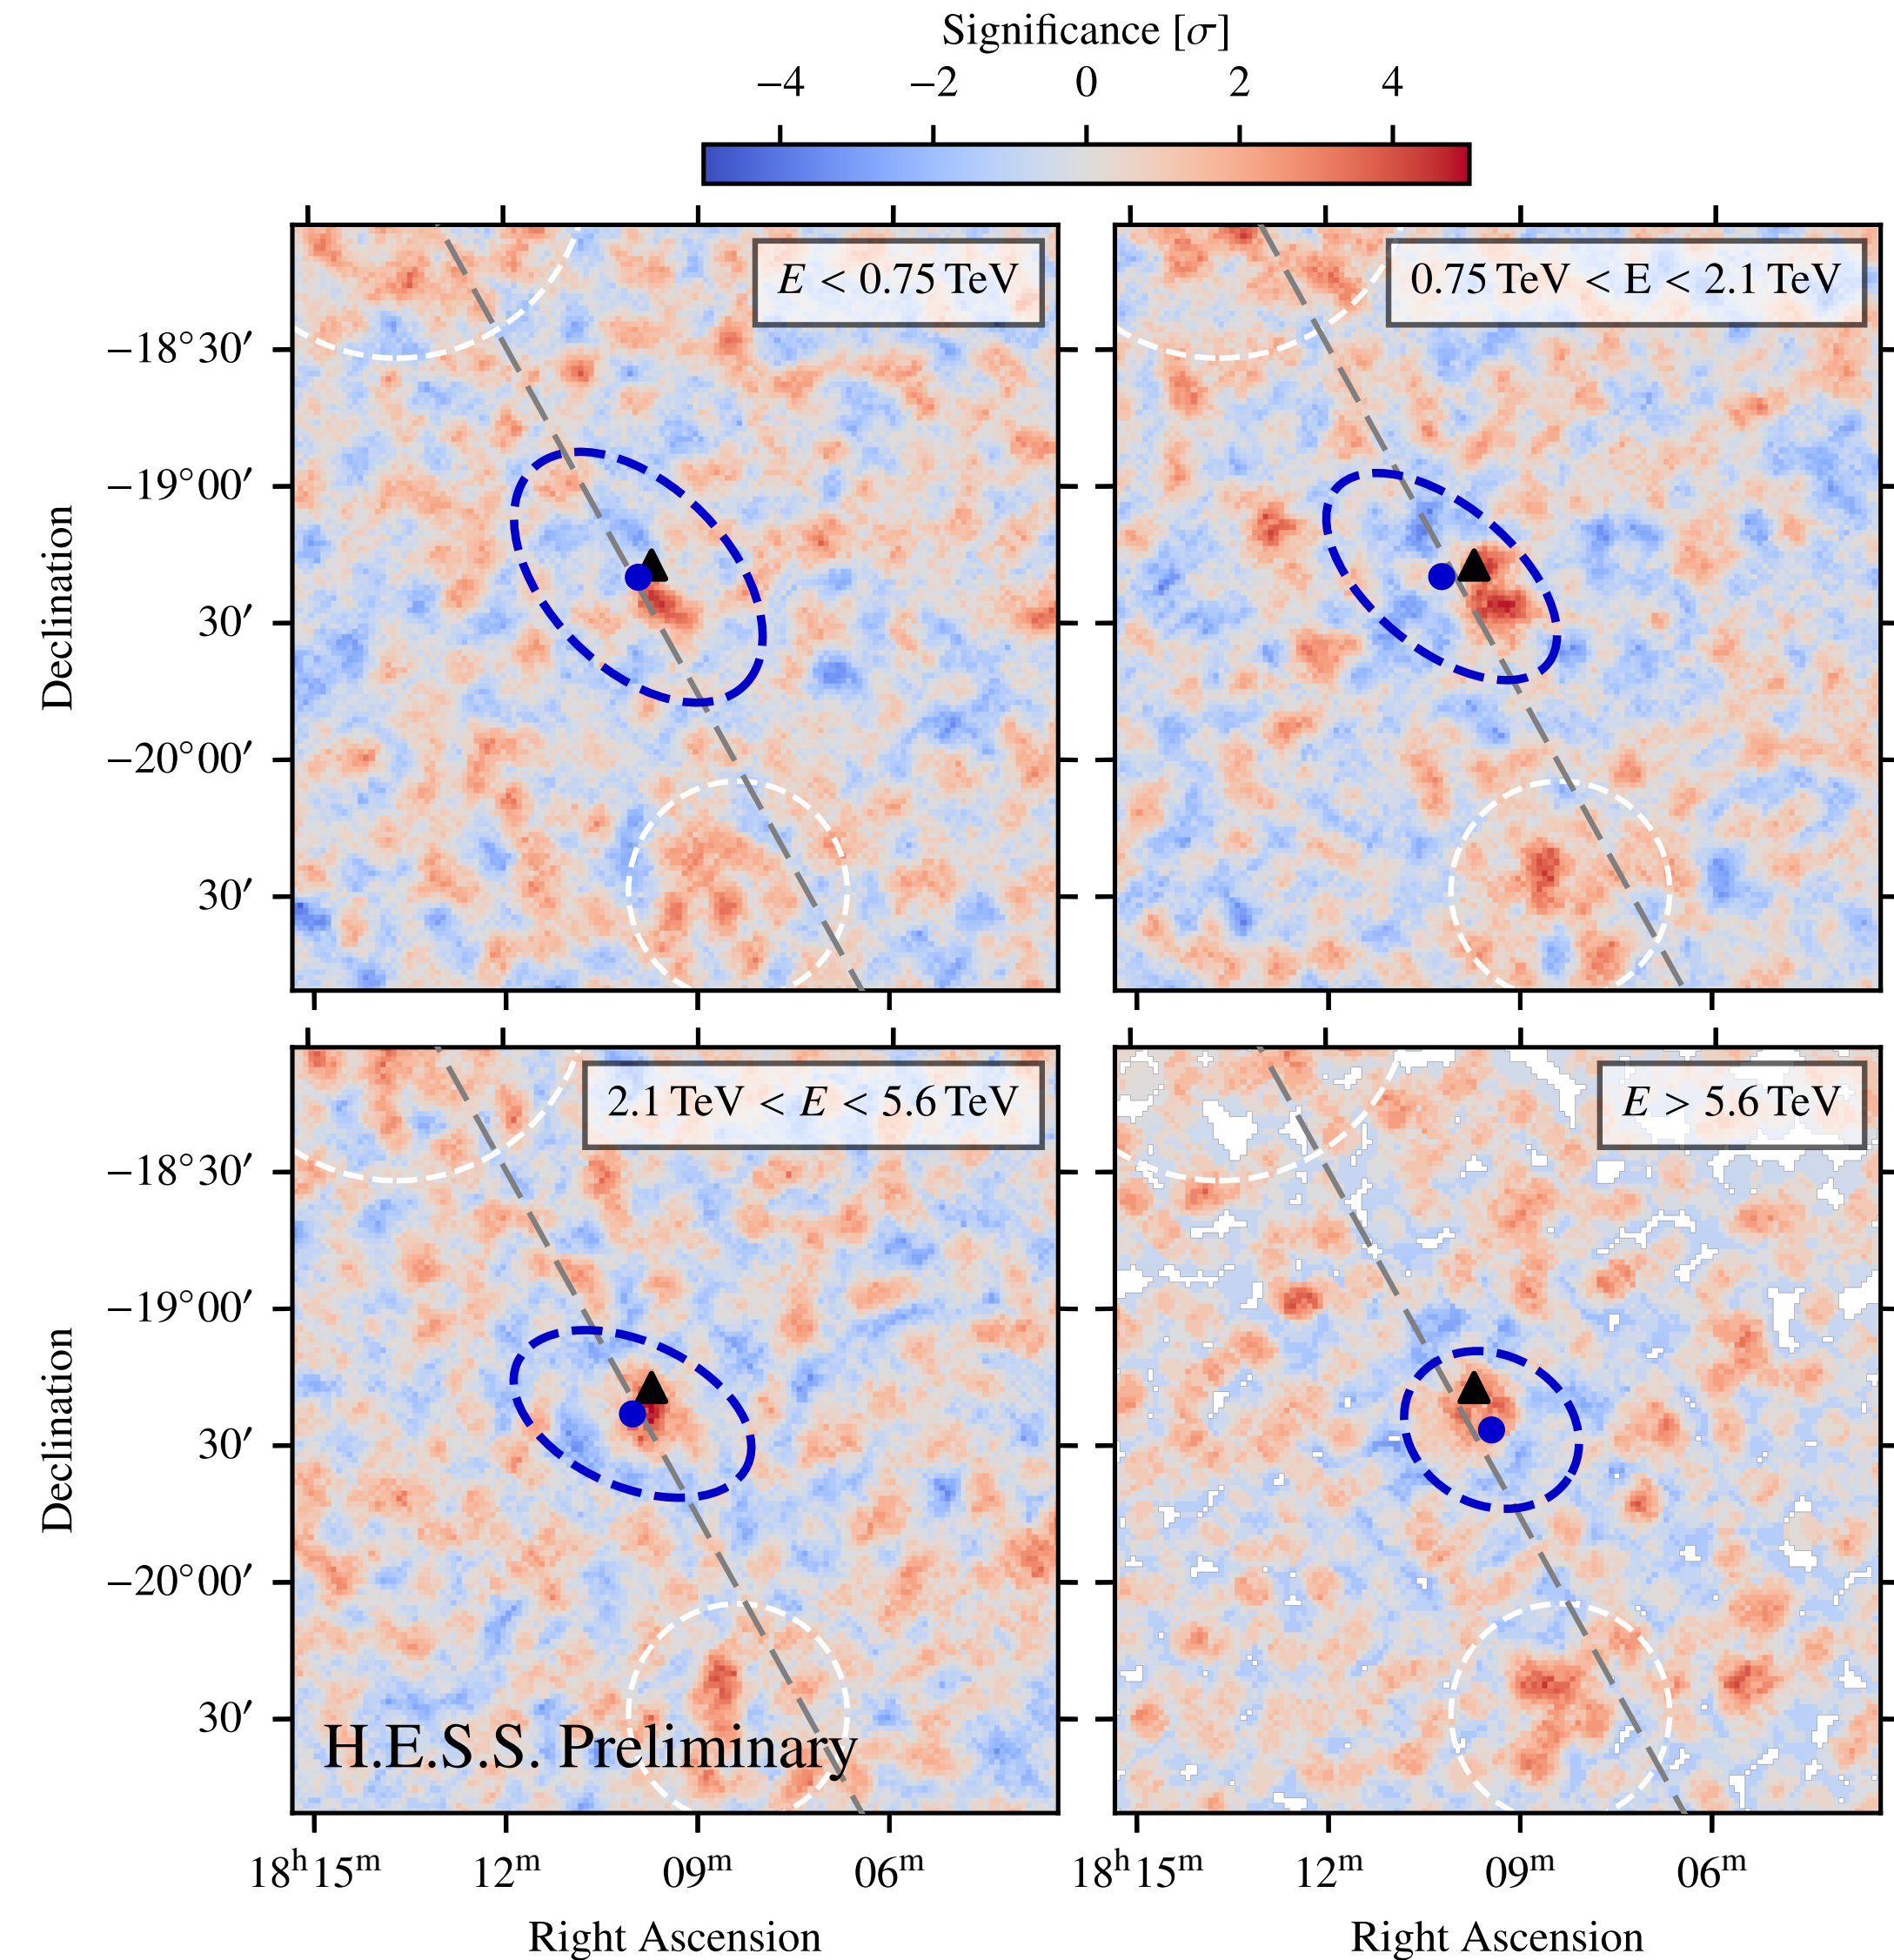 Significance [σ]
−4 −2 0 2 4
E < 0.75 TeV
0.75 TeV < E < 2.1 TeV
Declination
−18°30′
−19°00′
30′
−20°00′
30′
2.1 TeV < E < 5.6 TeV
E > 5.6 TeV
Declination
−18°30′
−19°00′
30′
−20°00′
30′
H.E.S.S. Preliminary
18ʰ15ᵐ 12ᵐ 09ᵐ 06ᵐ
18ʰ15ᵐ 12ᵐ 09ᵐ 06ᵐ
Right Ascension
Right Ascension